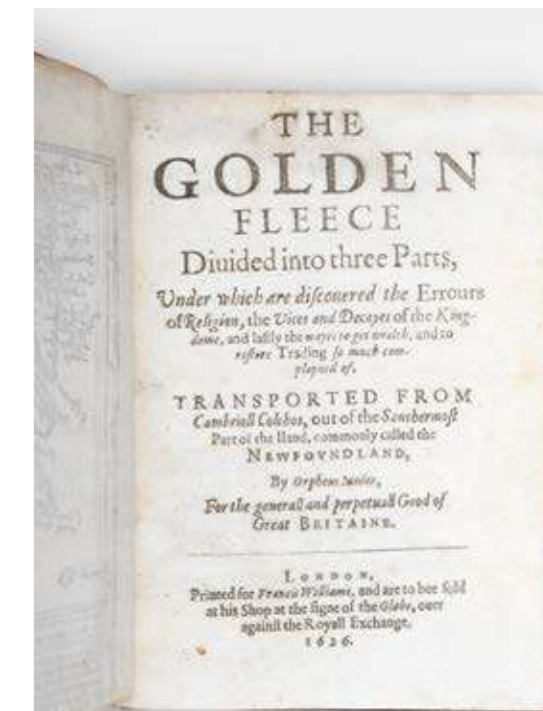 THE
GOLDEN
FLEECE
Diuided into three Parts,
Vnder which are diſcouered the Errours
of Religion, the Vices and Decayes of the King-
dome, and laſtly the wayes to get wealth, and to
reſtore Trading ſo much com-
playned of.
TRANSPORTED FROM
Cambrioll Colchos, out of the Southermoſt
Part of the Iland, commonly called the
NEWFOVNDLAND,
By Orpheus Iunior,
For the generall and perpetuall Good of
Great BRITAINE.
LONDON,
Printed for Francis Williams, and are to bee Sold
at his Shop at the ſigne of the Globe, ouer
againſt the Royall Exchange,
1626.